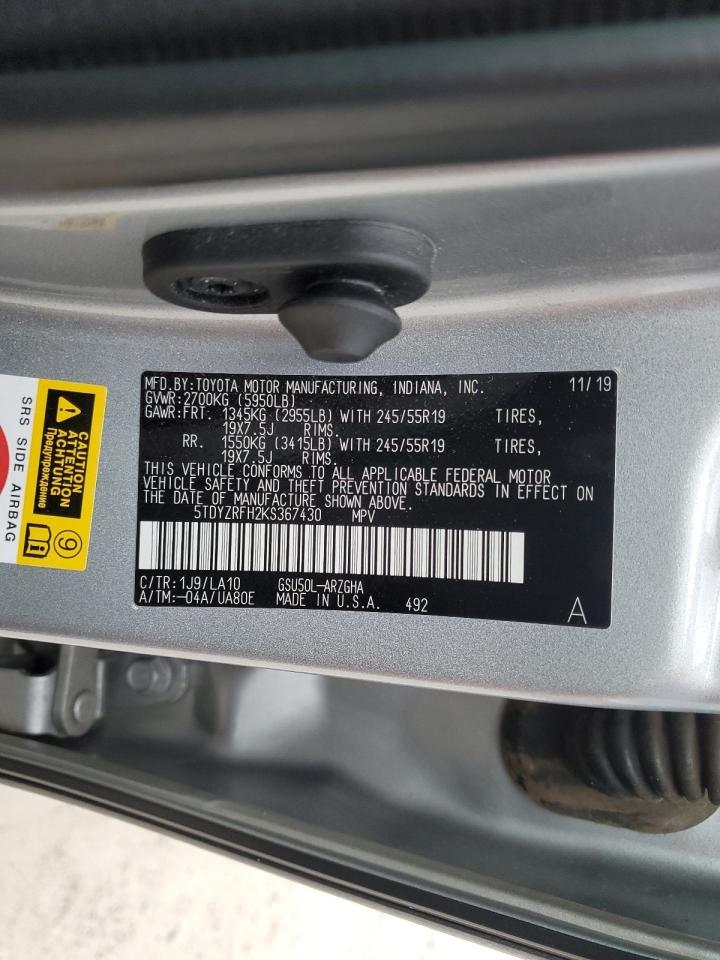 MFD.BY:TOYOTA MOTOR MANUFACTURING, INDIANA, INC. 11/19
GVWR:2700KG (5950LB)
GAWR:FRT. 1345KG (2955LB) WITH 245/55R19 TIRES,
19X7.5J RIMS.
RR. 1550KG (3415LB) WITH 245/55R19 TIRES,
19X7.5J RIMS.
THIS VEHICLE CONFORMS TO ALL APPLICABLE FEDERAL MOTOR
VEHICLE SAFETY AND THEFT PREVENTION STANDARDS IN EFFECT ON
THE DATE OF MANUFACTURE SHOWN ABOVE.
5TDYZRFH2KS367430 MPV
C/TR:1J9/LA10 GSU50L-ARZGHA
A/TM:-04A/UA80E MADE IN U.S.A. 492 A
CAUTION
ATTENTION
ACHTUNG
Предупреждение
9
SRS SIDE AIRBAG